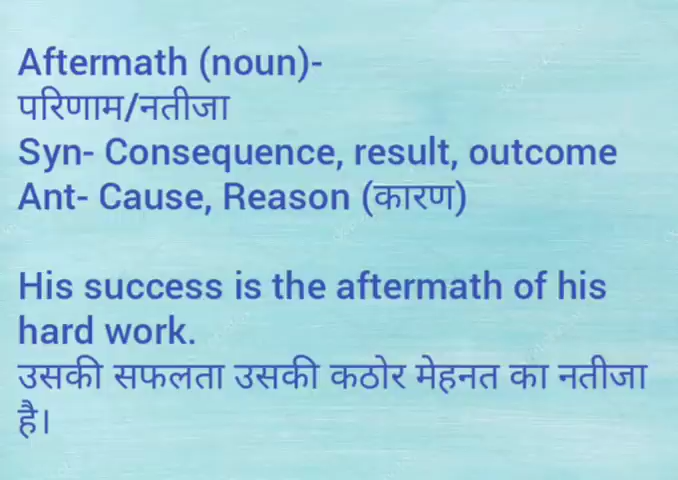 Aftermath (noun)-
परिणाम/नतीजा
Syn- Consequence, result, outcome
Ant- Cause, Reason (कारण)
His success is the aftermath of his
hard work.
उसकी सफलता उसकी कठोर मेहनत का नतीजा
है।